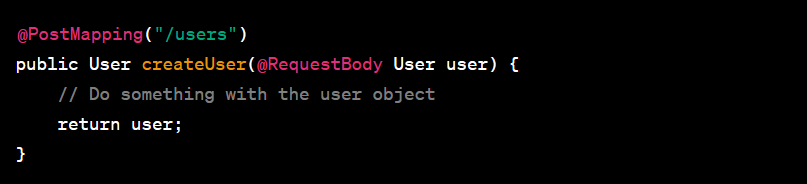 @PostMapping("/users")
public User createUser(@RequestBody User user) {
    // Do something with the user object
    return user;
}